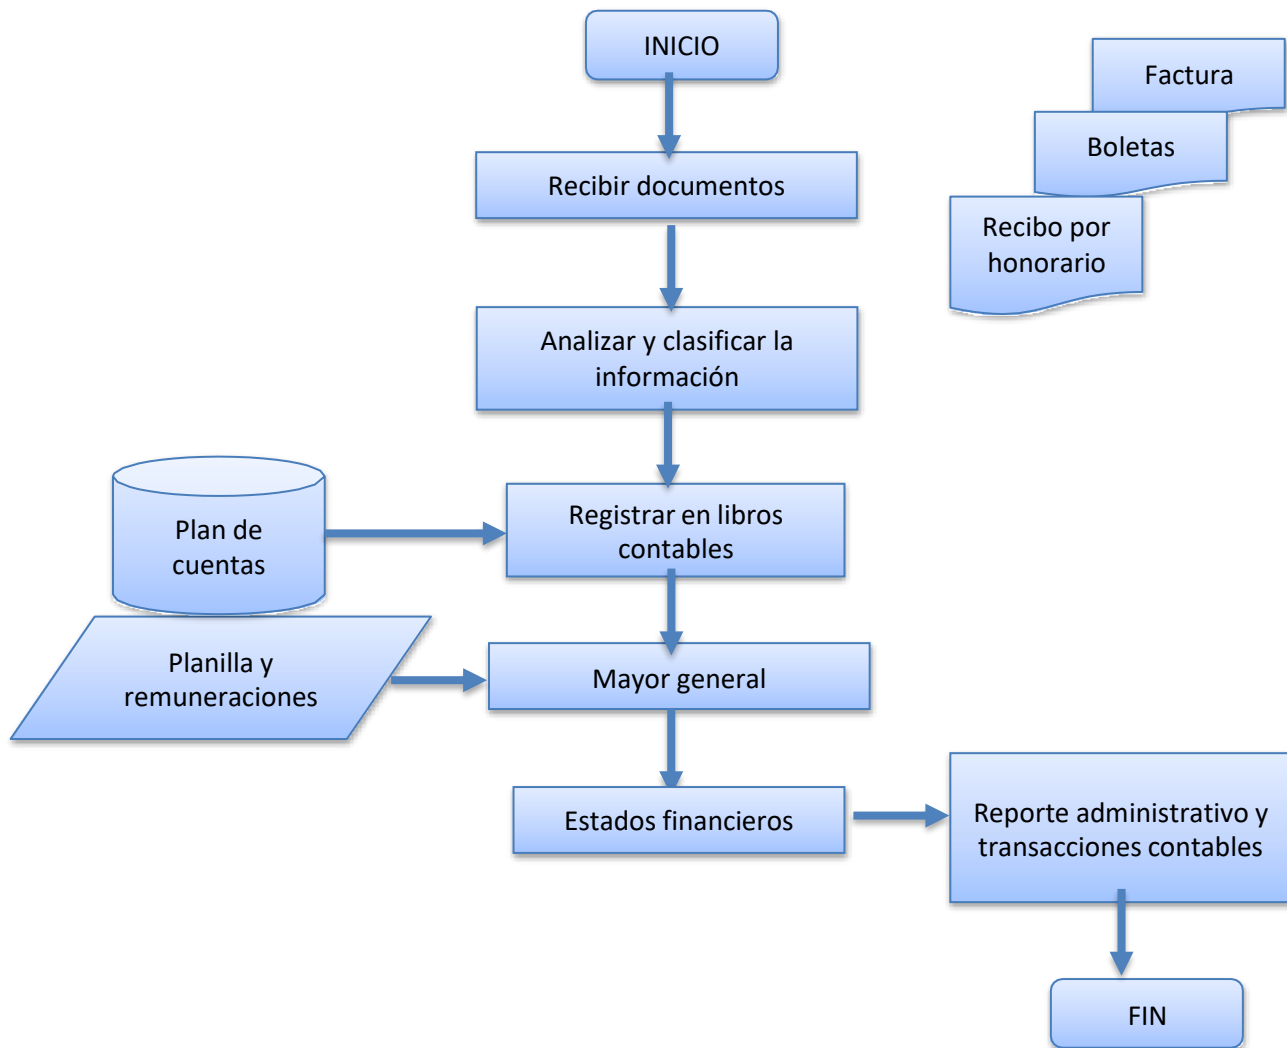 INICIO
Factura
Boletas
Recibir documentos
Recibo por
honorario
Analizar y clasificar la
información
Plan de
cuentas
Registrar en libros
contables
Planilla y
remuneraciones
Mayor general
Estados financieros
Reporte administrativo y
transacciones contables
FIN